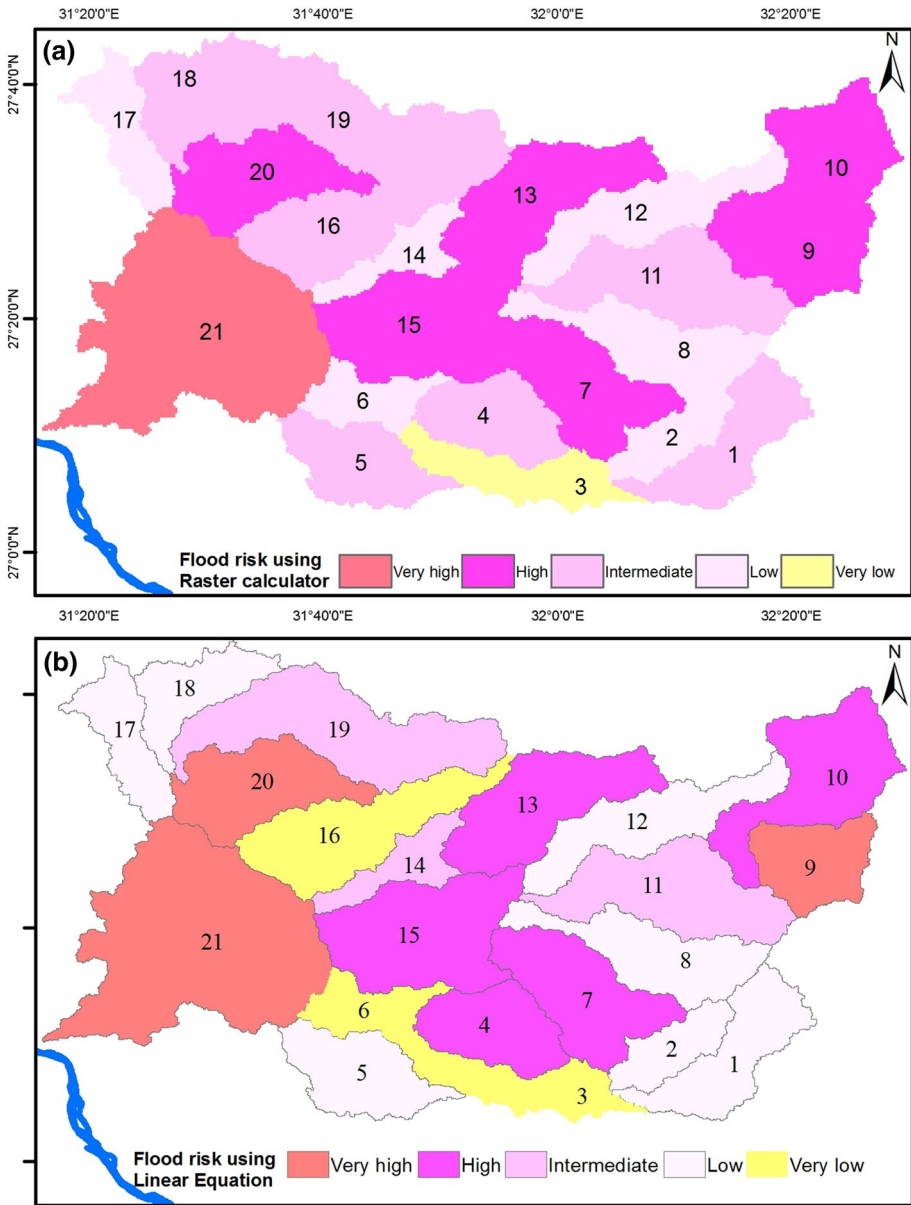 31°20'0"E 31°40'0"E 32°0'0"E 32°20'0"E
(a)
N
27°40'0"N
18
17
19
10
20
13
12
16
9
14
11
27°20'0"N
15
21
8
7
6
4
2
1
5
3
27°0'0"N
Flood risk using
Raster calculator
Very high High Intermediate Low Very low
31°20'0"E 31°40'0"E 32°0'0"E 32°20'0"E
(b)
N
18
17
19
10
20
13
12
16
14
9
11
15
21
8
7
6
4
2
1
5
3
Flood risk using
Linear Equation
Very high High Intermediate Low Very low